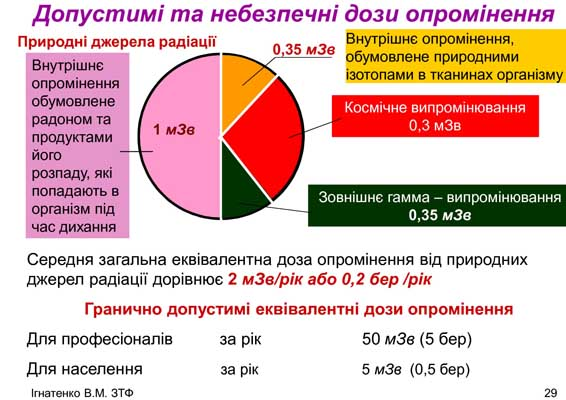 Допустимі та небезпечні дози опромінення
Природні джерела радіації
0,35 мЗв
Внутрішнє опромінення,
обумовлене природними
ізотопами в тканинах організму
Внутрішнє
опромінення
обумовлене
радоном та
продуктами
його
розпаду, які
попадають в
організм під
час дихання
1 мЗв
Космічне випромінювання
0,3 мЗв
Зовнішнє гамма – випромінювання
0,35 мЗв
Середня загальна еквівалентна доза опромінення від природних
джерел радіації дорівнює 2 мЗв/рік або 0,2 бер /рік
Гранично допустимі еквівалентні дози опромінення
Для професіоналів за рік 50 мЗв (5 бер)
Для населення за рік 5 мЗв (0,5 бер)
Ігнатенко В.М. ЗТФ 29